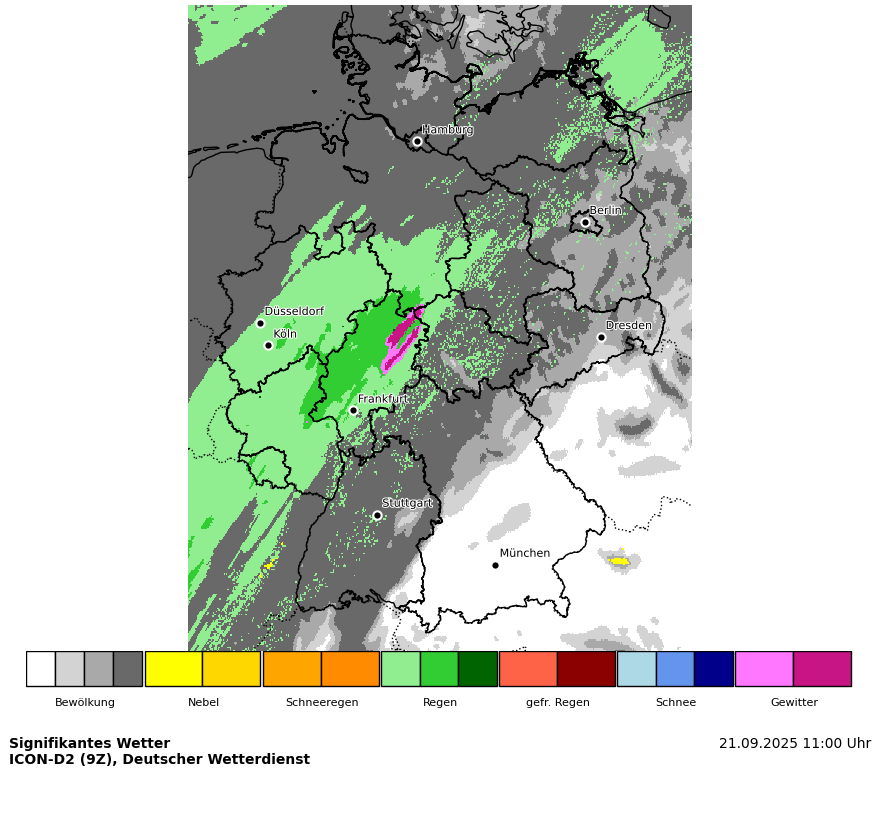 Hamburg
Berlin
Düsseldorf
Köln
Dresden
Frankfurt
Stuttgart
München
Bewölkung Nebel Schneeregen Regen gefr. Regen Schnee Gewitter
Signifikantes Wetter 21.09.2025 11:00 Uhr
ICON-D2 (9Z), Deutscher Wetterdienst